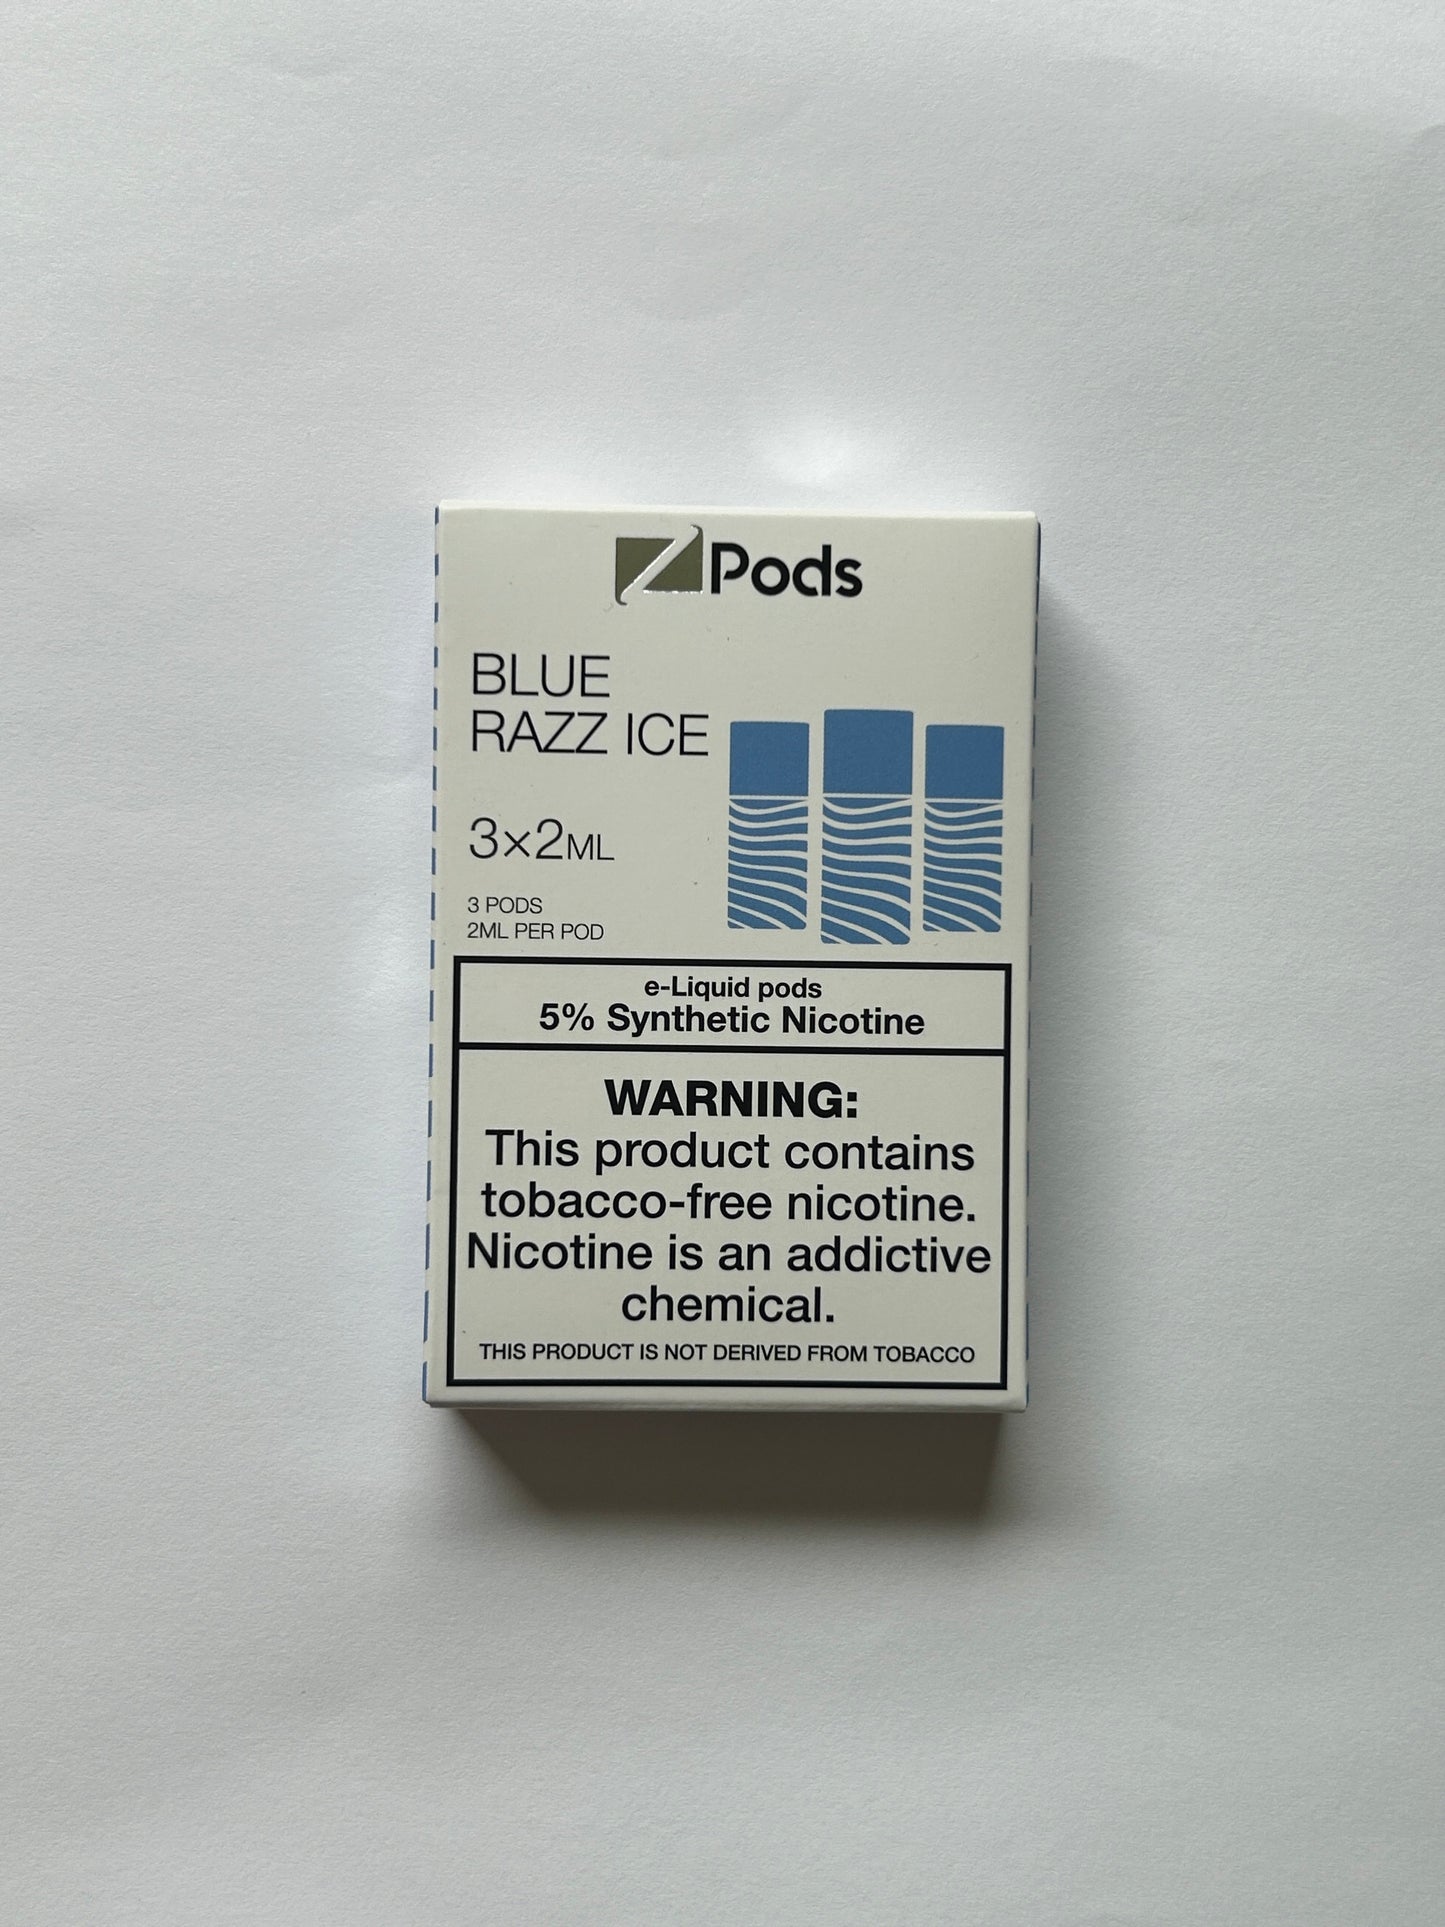 Z Pods
BLUE
RAZZ ICE
3×2ML
3 PODS
2ML PER POD
e-Liquid pods
5% Synthetic Nicotine
WARNING:
This product contains
tobacco-free nicotine.
Nicotine is an addictive
chemical.
THIS PRODUCT IS NOT DERIVED FROM TOBACCO